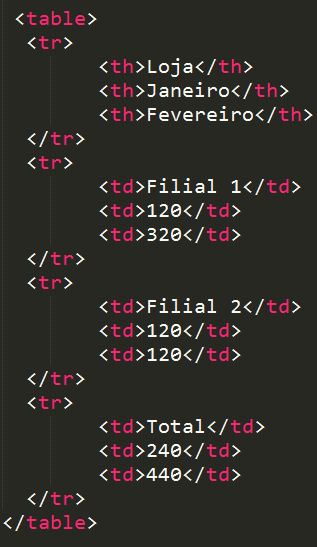 <table>
<tr>
<th>Loja</th>
<th>Janeiro</th>
<th>Fevereiro</th>
</tr>
<tr>
<td>Filial 1</td>
<td>120</td>
<td>320</td>
</tr>
<tr>
<td>Filial 2</td>
<td>120</td>
<td>120</td>
</tr>
<tr>
<td>Total</td>
<td>240</td>
<td>440</td>
</tr>
</table>